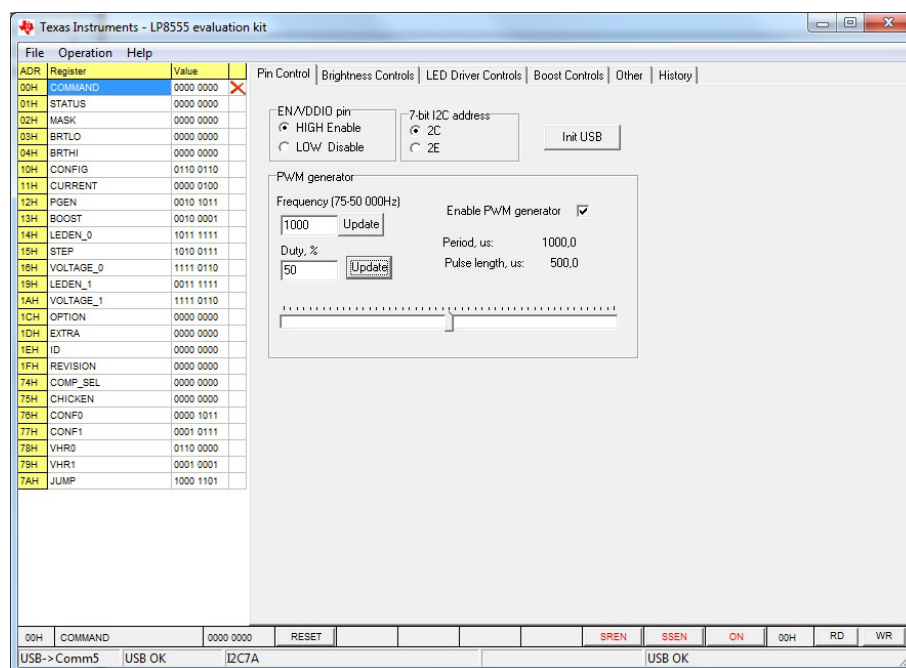 Texas Instruments - LP8555 evaluation kit
File Operation Help
ADR Register Value
00H COMMAND 0000 0000
01H STATUS 0000 0000
02H MASK 0000 0000
03H BRTLO 0000 0000
04H BRTHI 0000 0000
10H CONFIG 0110 0110
11H CURRENT 0000 0100
12H PGEN 0010 1011
13H BOOST 0010 0001
14H LEDEN_0 1011 1111
15H STEP 1010 0111
16H VOLTAGE_0 1111 0110
19H LEDEN_1 0011 1111
1AH VOLTAGE_1 1111 0110
1CH OPTION 0000 0000
1DH EXTRA 0000 0000
1EH ID 0000 0000
1FH REVISION 0000 0000
74H COMP_SEL 0000 0000
75H CHICKEN 0000 0000
76H CONF0 0000 1011
77H CONF1 0001 0111
78H VHR0 0110 0000
79H VHR1 0001 0001
7AH JUMP 1000 1101
Pin Control Brightness Controls LED Driver Controls Boost Controls Other History
EN/VDDIO pin
HIGH Enable
LOW Disable
7-bit I2C address
2C
2E
Init USB
PWM generator
Frequency (75-50 000Hz)
1000 Update
Duty, %
50 Update
Enable PWM generator
Period, us: 1000,0
Pulse length, us: 500,0
00H COMMAND 0000 0000 RESET SREN SSEN ON 00H RD WR
USB->Comm5 USB OK I2C7A USB OK